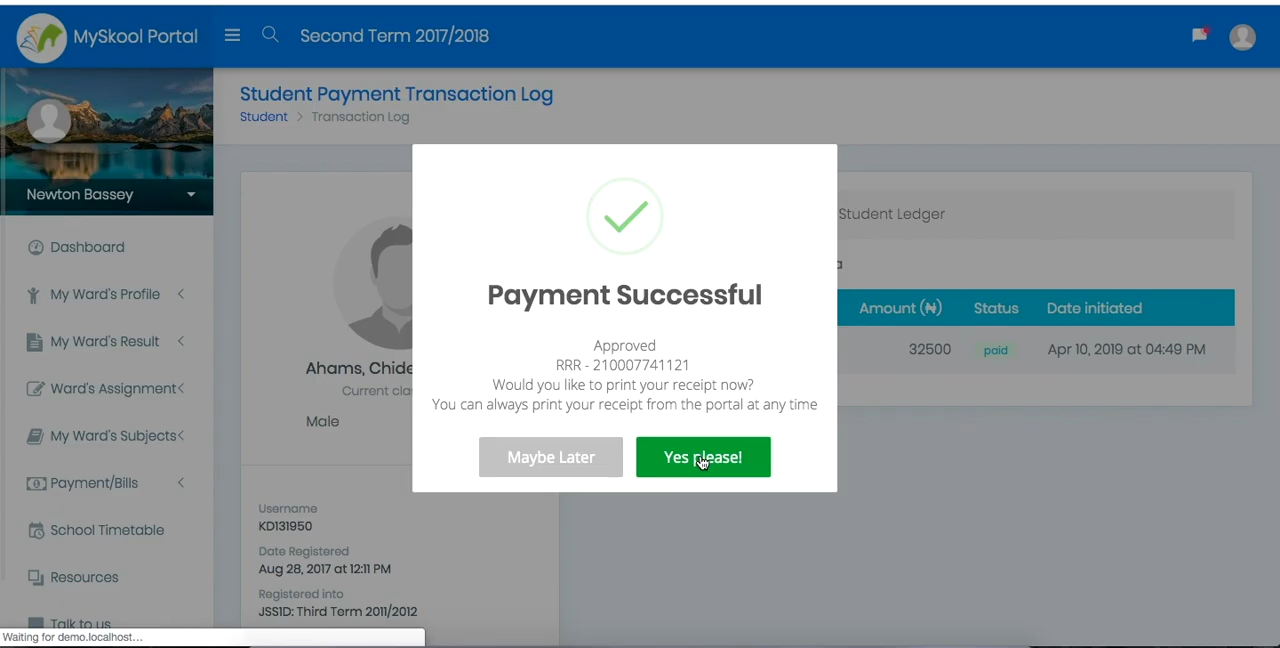 MySkool Portal
Second Term 2017/2018
Student Payment Transaction Log
Student > Transaction Log
Newton Bassey
Dashboard
My Ward's Profile
My Ward's Result
Ward's Assignment
My Ward's Subjects
Payment/Bills
School Timetable
Resources
Talk to us
Waiting for demo.localhost...
Ahams, Chide
Current cla
Male
Username
KD131950
Date Registered
Aug 28, 2017 at 12:11 PM
Registered into
JSS1D: Third Term 2011/2012
Payment Successful
Approved
RRR - 210007741121
Would you like to print your receipt now?
You can always print your receipt from the portal at any time
Maybe Later
Yes please!
Student Ledger
Amount (₦) Status Date initiated
32500 paid Apr 10, 2019 at 04:49 PM